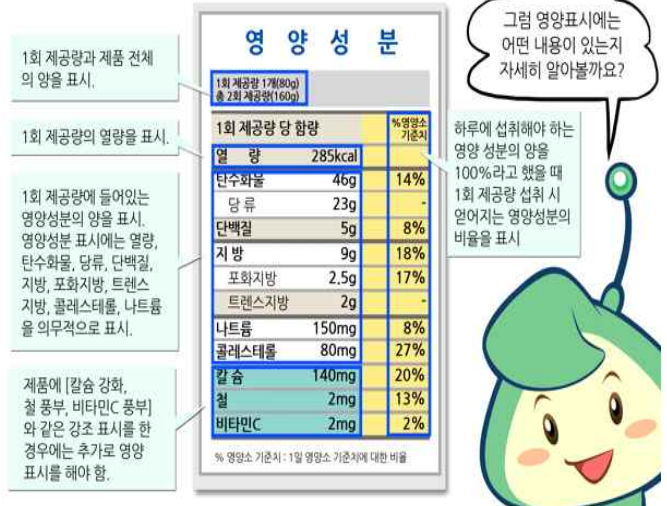 영 양 성 분
그럼 영양표시에는
어떤 내용이 있는지
자세히 알아볼까요?
1회 제공량과 제품 전체
의 양을 표시.
1회 제공량 1개(80g)
총 2회 제공량(160g)
1회 제공량의 열량을 표시.
1회 제공량 당 함량 %영양소
기준치
열 량 285kcal
탄수화물 46g 14%
당 류 23g -
단백질 5g 8%
지 방 9g 18%
포화지방 2,5g 17%
트렌스지방 2g -
나트륨 150mg 8%
콜레스테롤 80mg 27%
칼 슘 140mg 20%
철 2mg 13%
비타민C 2mg 2%
% 영양소 기준치 : 1일 영양소 기준치에 대한 비율
하루에 섭취해야 하는
영양 성분의 양을
100%라고 했을 때
1회 제공량 섭취 시
얻어지는 영양성분의
비율을 표시
1회 제공량에 들어있는
영양성분의 양을 표시.
영양성분 표시에는 열량,
탄수화물, 당류, 단백질,
지방, 포화지방, 트렌스
지방, 콜레스테롤, 나트륨
을 의무적으로 표시.
제품에 [칼슘 강화,
철 풍부, 비타민C 풍부]
와 같은 강조 표시를 한
경우에는 추가로 영양
표시를 해야 함.